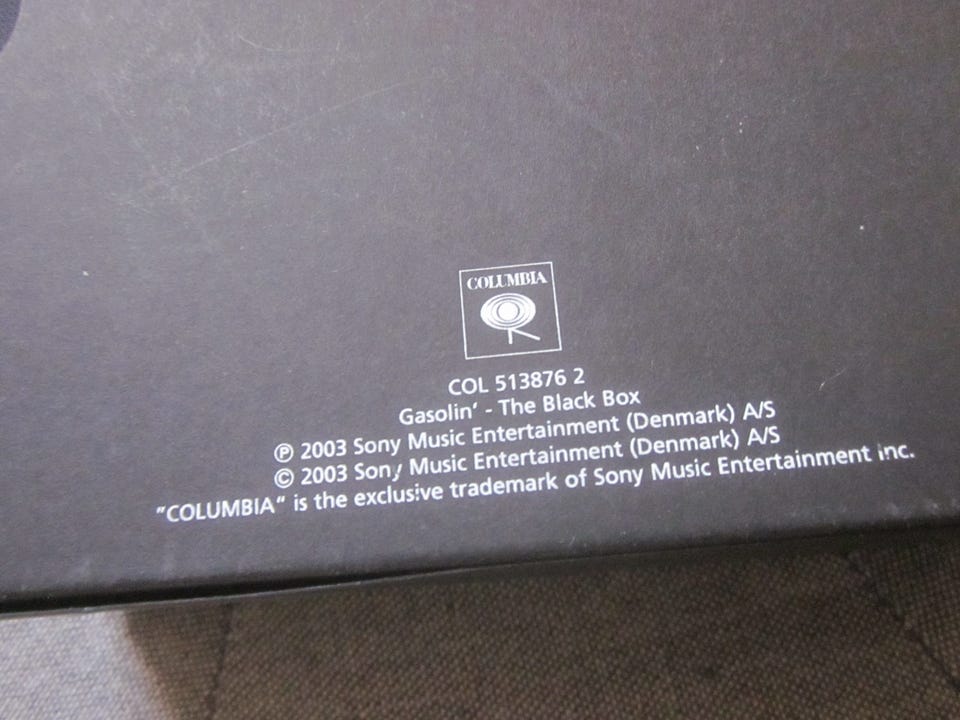 COLUMBIA
COL 513876 2
Gasolin' - The Black Box
℗ 2003 Sony Music Entertainment (Denmark) A/S
© 2003 Sony Music Entertainment (Denmark) A/S
"COLUMBIA" is the exclusive trademark of Sony Music Entertainment Inc.